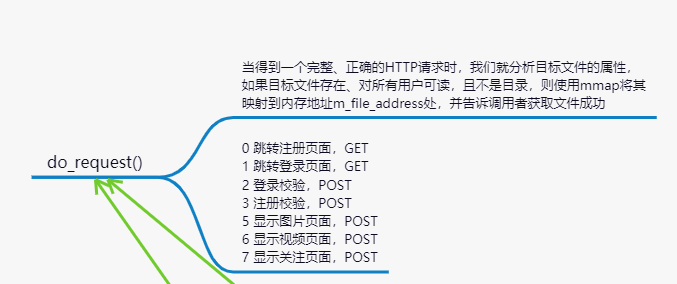 当得到一个完整、正确的HTTP请求时，我们就分析目标文件的属性，
如果目标文件存在、对所有用户可读，且不是目录，则使用mmap将其
映射到内存地址m_file_address处，并告诉调用者获取文件成功
do_request()
0 跳转注册页面，GET
1 跳转登录页面，GET
2 登录校验，POST
3 注册校验，POST
5 显示图片页面，POST
6 显示视频页面，POST
7 显示关注页面，POST